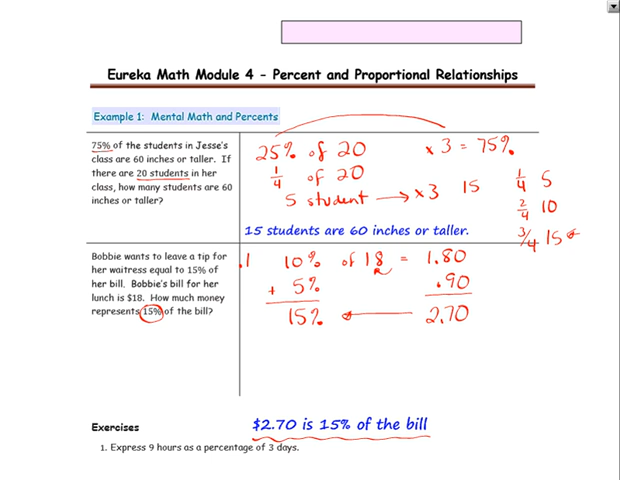 Eureka Math Module 4 - Percent and Proportional Relationships
Example 1: Mental Math and Percents
75% of the students in Jesse's
class are 60 inches or taller. If
there are 20 students in her
class, how many students are 60
inches or taller?
25% of 20 x 3 = 75%
1/4 of 20
5 student → x 3 15
1/4 5
2/4 10
3/4 15
15 students are 60 inches or taller.
Bobbie wants to leave a tip for
her waitress equal to 15% of
her bill. Bobbie's bill for her
lunch is $18. How much money
represents 15% of the bill?
.1 10% of 18 = 1.80
+ 5% .90
15% ← 2.70
$2.70 is 15% of the bill
Exercises
1. Express 9 hours as a percentage of 3 days.